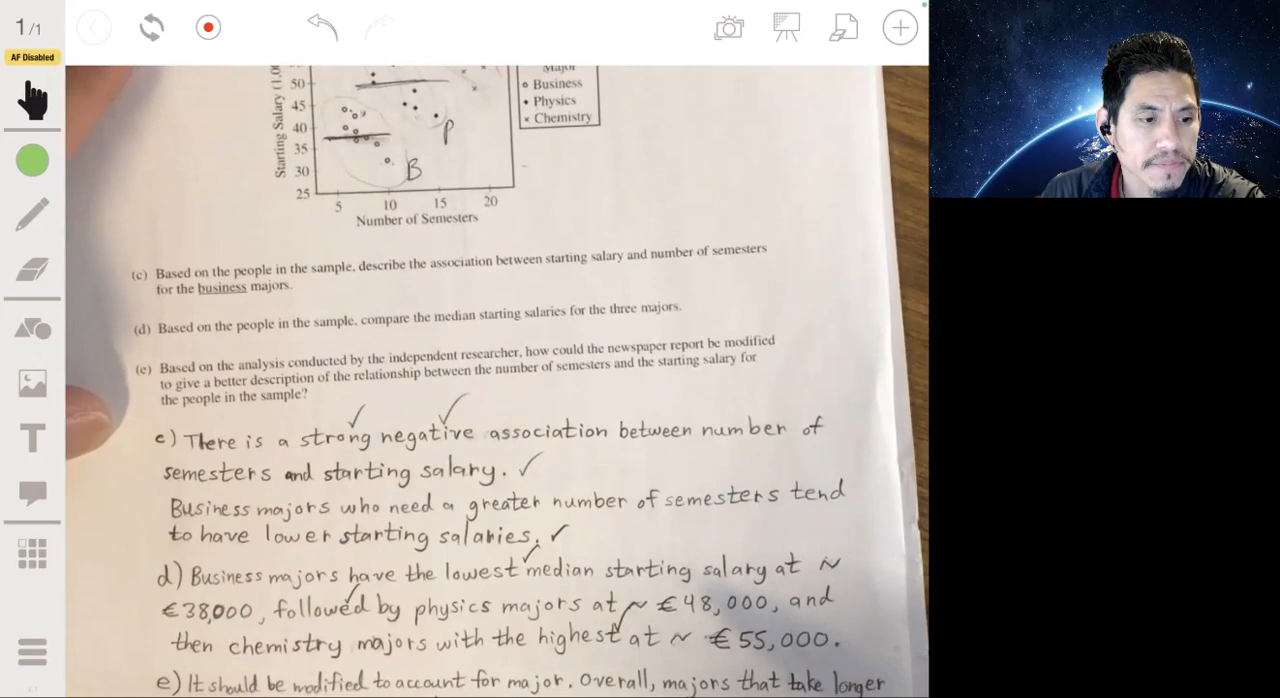 1/1
AF Disabled
Starting Salary (1,0
50
45
40
35
30
25
5 10 15 20
Number of Semesters
P
B
Major
Business
Physics
Chemistry
(c) Based on the people in the sample, describe the association between starting salary and number of semesters
for the business majors.
(d) Based on the people in the sample, compare the median starting salaries for the three majors.
(e) Based on the analysis conducted by the independent researcher, how could the newspaper report be modified
to give a better description of the relationship between the number of semesters and the starting salary for
the people in the sample?
c) There is a strong negative association between number of
semesters and starting salary. ✓
Business majors who need a greater number of semesters tend
to have lower starting salaries. ✓
d) Business majors have the lowest median starting salary at ~
€38,000, followed by physics majors at ~ €48,000, and
then chemistry majors with the highest at ~ €55,000.
e) It should be modified to account for major. Overall, majors that take longer
T